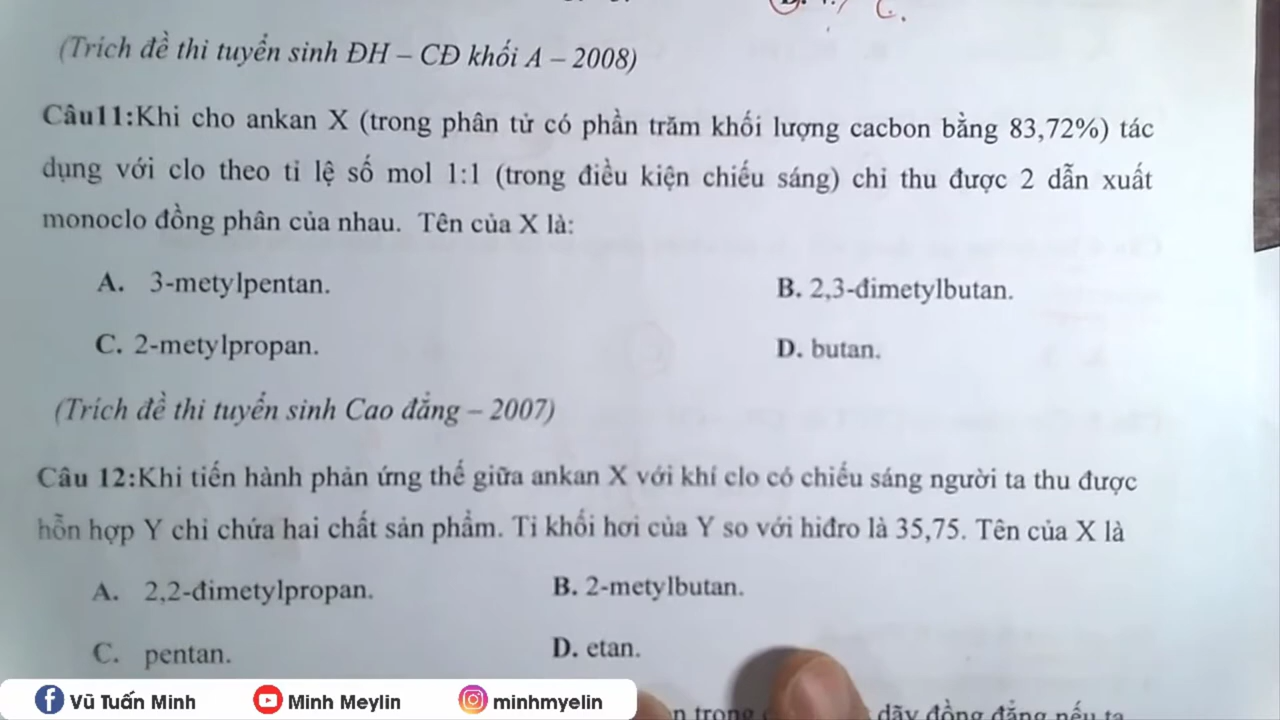 (Trích đề thi tuyển sinh ĐH – CĐ khối A – 2008)
Câu11:Khi cho ankan X (trong phân tử có phần trăm khối lượng cacbon bằng 83,72%) tác
dụng với clo theo tỉ lệ số mol 1:1 (trong điều kiện chiếu sáng) chỉ thu được 2 dẫn xuất
monoclo đồng phân của nhau. Tên của X là:
A. 3-metylpentan.
B. 2,3-đimetylbutan.
C. 2-metylpropan.
D. butan.
(Trích đề thi tuyển sinh Cao đẳng – 2007)
Câu 12:Khi tiến hành phản ứng thế giữa ankan X với khí clo có chiếu sáng người ta thu được
hỗn hợp Y chỉ chứa hai chất sản phẩm. Tỉ khối hơi của Y so với hiđro là 35,75. Tên của X là
A. 2,2-đimetylpropan.
B. 2-metylbutan.
C. pentan.
D. etan.
dãy đồng đẳng nếu ta
Vũ Tuấn Minh
Minh Meylin
minhmyelin